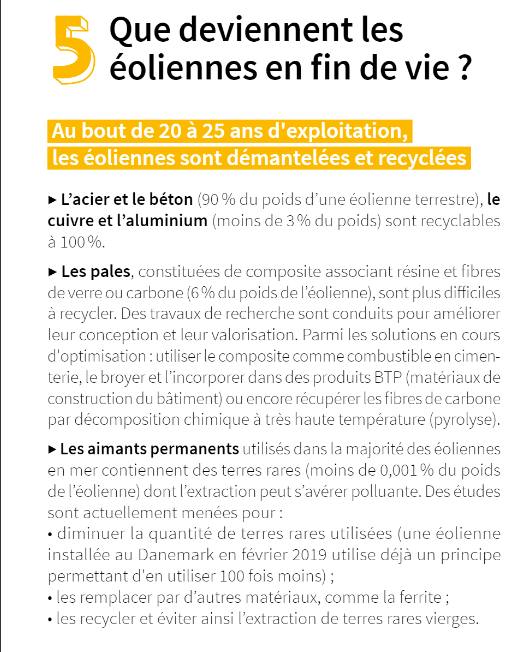 5
Que deviennent les
éoliennes en fin de vie ?
Au bout de 20 à 25 ans d'exploitation,
les éoliennes sont démantelées et recyclées
▸ L’acier et le béton (90 % du poids d’une éolienne terrestre), le
cuivre et l’aluminium (moins de 3 % du poids) sont recyclables
à 100 %.
▸ Les pales, constituées de composite associant résine et fibres
de verre ou carbone (6 % du poids de l’éolienne), sont plus difficiles
à recycler. Des travaux de recherche sont conduits pour améliorer
leur conception et leur valorisation. Parmi les solutions en cours
d'optimisation : utiliser le composite comme combustible en cimen-
terie, le broyer et l’incorporer dans des produits BTP (matériaux de
construction du bâtiment) ou encore récupérer les fibres de carbone
par décomposition chimique à très haute température (pyrolyse).
▸ Les aimants permanents utilisés dans la majorité des éoliennes
en mer contiennent des terres rares (moins de 0,001 % du poids
de l’éolienne) dont l’extraction peut s’avérer polluante. Des études
sont actuellement menées pour :
• diminuer la quantité de terres rares utilisées (une éolienne
installée au Danemark en février 2019 utilise déjà un principe
permettant d'en utiliser 100 fois moins) ;
• les remplacer par d’autres matériaux, comme la ferrite ;
• les recycler et éviter ainsi l’extraction de terres rares vierges.